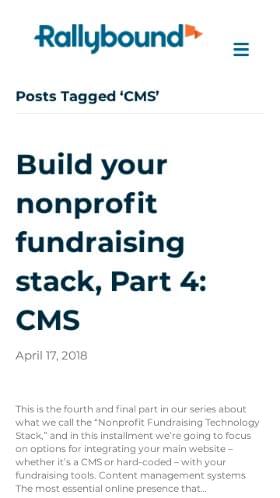 Rallybound
Posts Tagged ‘CMS’
Build your
nonprofit
fundraising
stack, Part 4:
CMS
April 17, 2018
This is the fourth and final part in our series about
what we call the “Nonprofit Fundraising Technology
Stack,” and in this installment we’re going to focus
on options for integrating your main website –
whether it’s a CMS or hard-coded – with your
fundraising tools. Content management systems
The most essential online presence that...